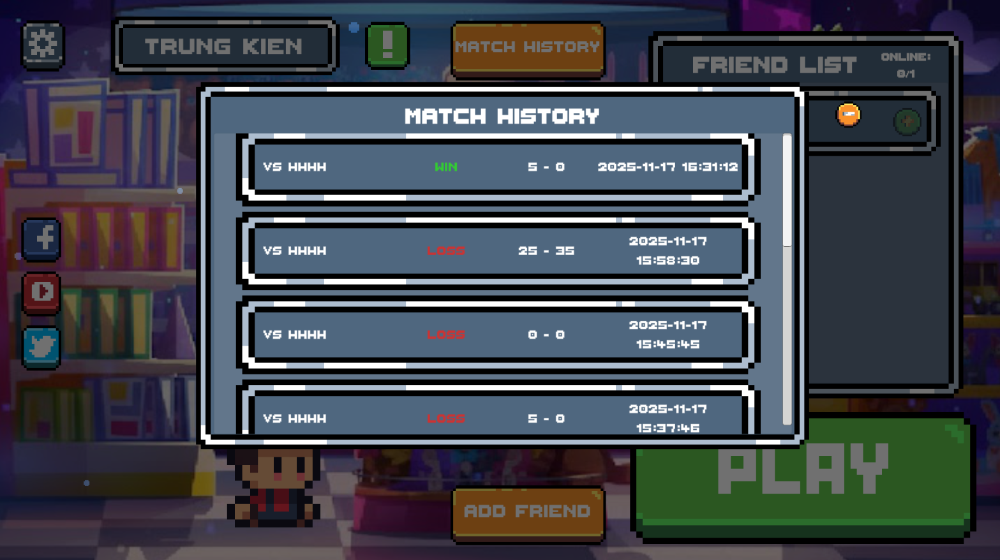 TRUNG KIEN
!
MATCH HISTORY
FRIEND LIST
ONLINE:
0/1
MATCH HISTORY
VS HHHH WIN 5 - 0 2025-11-17 16:31:12
VS HHHH LOSS 25 - 35 2025-11-17
15:58:30
VS HHHH LOSS 0 - 0 2025-11-17
15:45:45
VS HHHH LOSS 5 - 0 2025-11-17
15:37:46
PLAY
ADD FRIEND